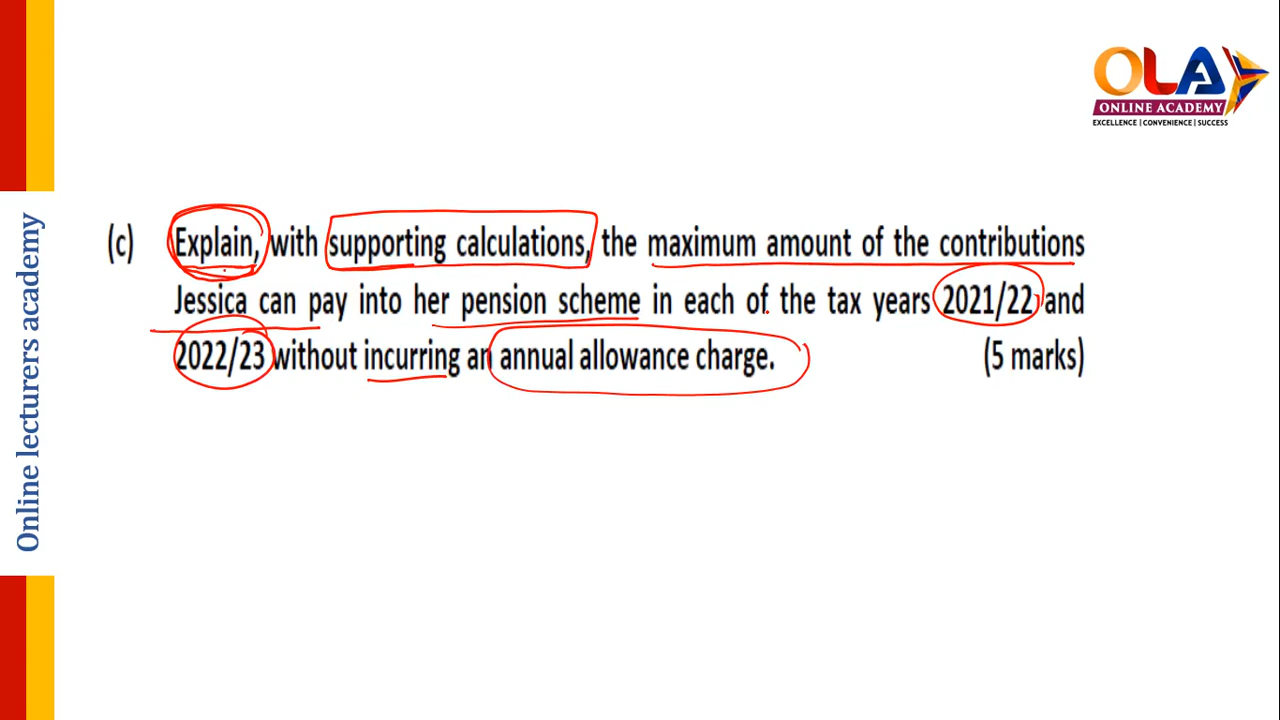 OLA
ONLINE ACADEMY
EXCELLENCE | CONVENIENCE | SUCCESS
Online lecturers academy
(c) Explain, with supporting calculations, the maximum amount of the contributions
Jessica can pay into her pension scheme in each of the tax years 2021/22 and
2022/23 without incurring an annual allowance charge. (5 marks)